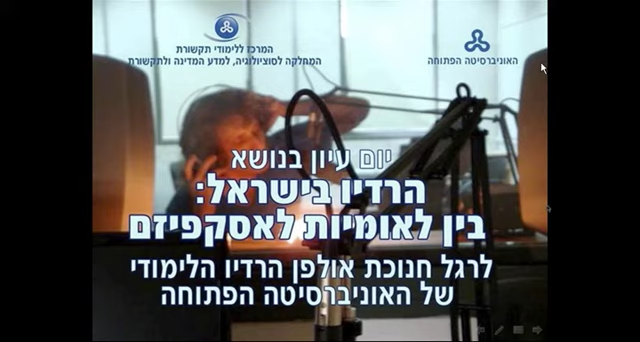 האוניברסיטה הפתוחה
המרכז ללימודי תקשורת
המחלקה לסוציולוגיה, למדע המדינה ולתקשורת
יום עיון בנושא
הרדיו בישראל:
בין לאומיות לאסקפיזם
לרגל חנוכת אולפן הרדיו הלימודי
של האוניברסיטה הפתוחה